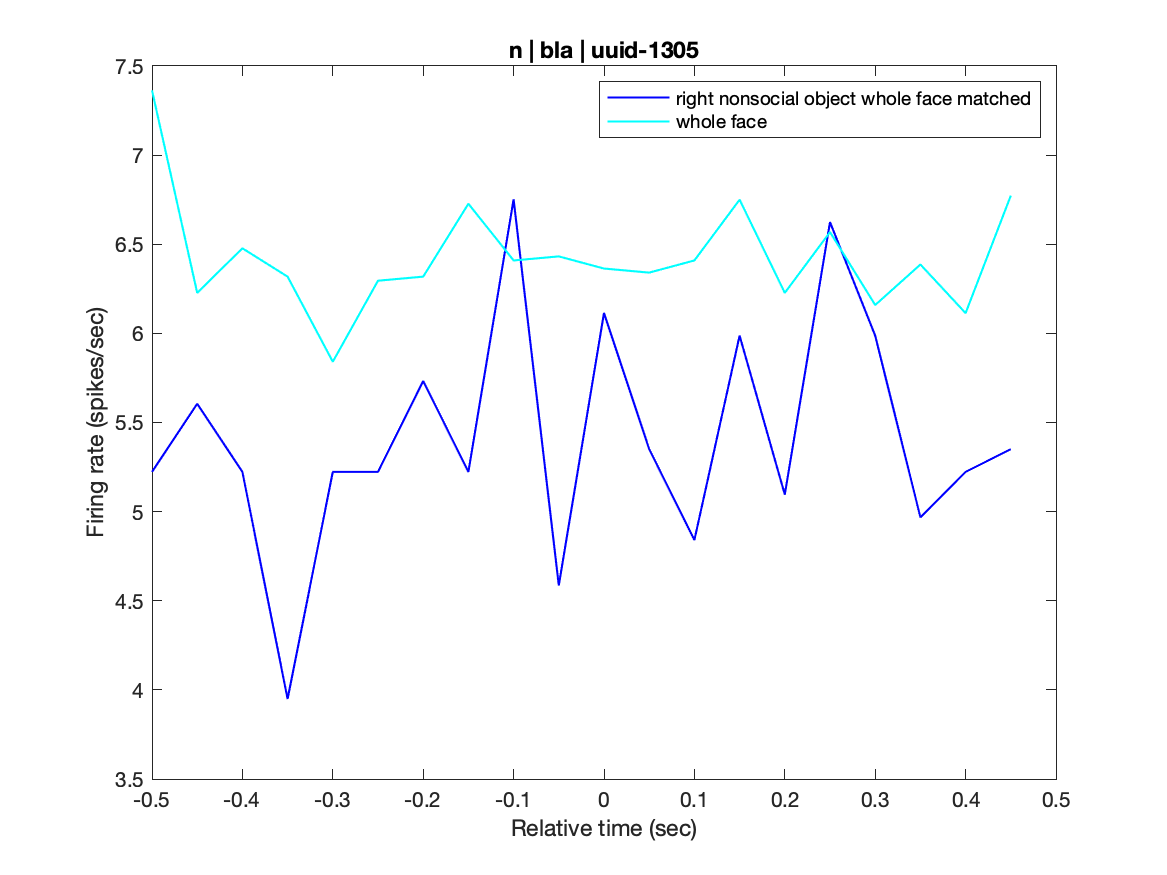 n | bla | uuid-1305
7.5
7
6.5
6
5.5
5
4.5
4
3.5
Firing rate (spikes/sec)
right nonsocial object whole face matched
whole face
-0.5 -0.4 -0.3 -0.2 -0.1 0 0.1 0.2 0.3 0.4 0.5
Relative time (sec)